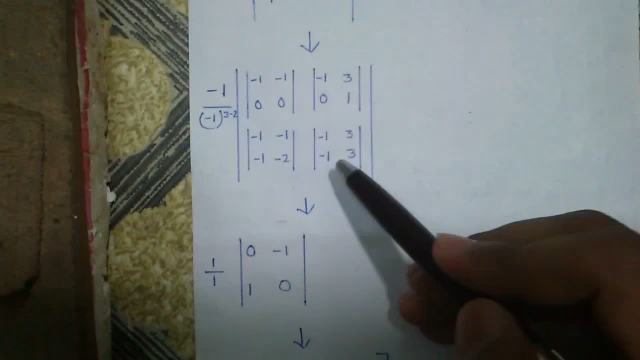 ↓
-1 | |-1 -1| |-1 3| |
(-1)^3-2 | |0 0| |0 1| |
| |-1 -1| |-1 3| |
| |-1 -2| |-1 3| |
↓
1/1 |0 -1|
|1 0|
↓